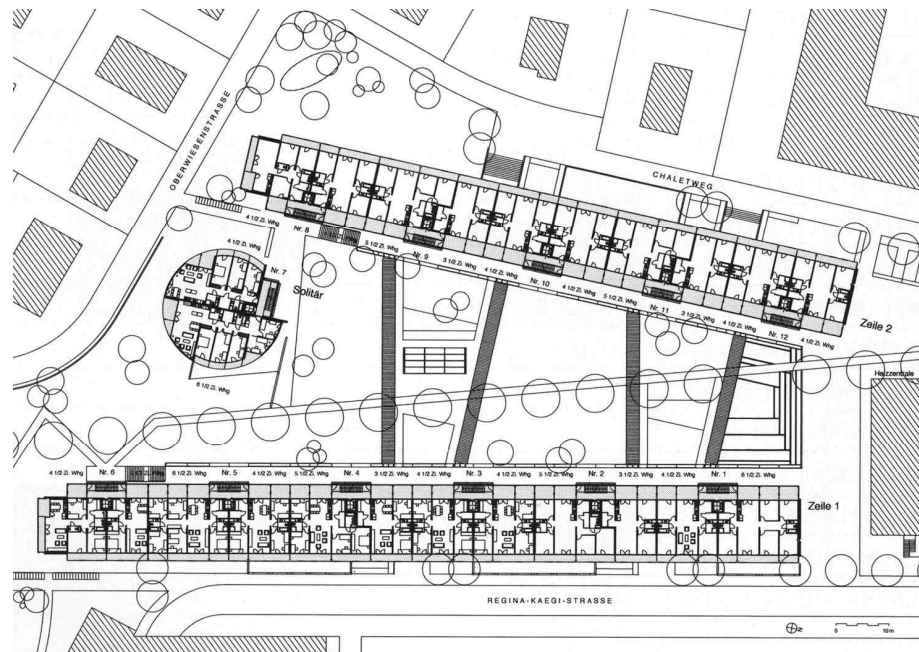 OBERWIESENSTRASSE
CHALETWEG
4 1/2 Zi. Whg
Nr. 8
5 1/2 Zi. Whg
Nr. 9
3 1/2 Zi. Whg
4 1/2 Zi. Whg
Nr. 10
4 1/2 Zi. Whg
5 1/2 Zi. Whg
Nr. 11
3 1/2 Zi. Whg
4 1/2 Zi. Whg
Nr. 12
4 1/2 Zi. Whg
Zeile 2
4 1/2 Zi. Whg
Nr. 7
Solitär
6 1/2 Zi. Whg
Heizzentrale
4 1/2 Zi. Whg
Nr. 6
6 1/2 Zi. Whg
Nr. 5
4 1/2 Zi. Whg
5 1/2 Zi. Whg
Nr. 4
3 1/2 Zi. Whg
4 1/2 Zi. Whg
Nr. 3
4 1/2 Zi. Whg
5 1/2 Zi. Whg
Nr. 2
3 1/2 Zi. Whg
4 1/2 Zi. Whg
Nr. 1
6 1/2 Zi. Whg
Zeile 1
REGINA-KAEGI-STRASSE
0 10m